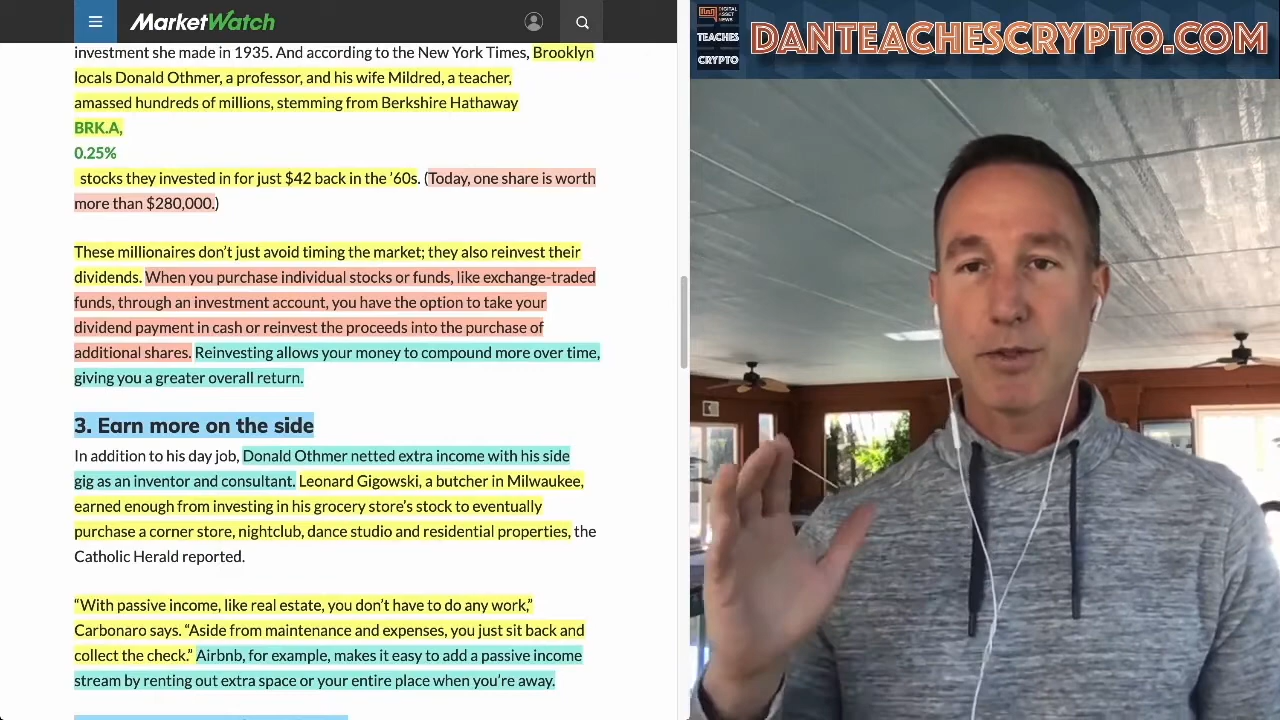 MarketWatch
investment she made in 1935. And according to the New York Times, Brooklyn
locals Donald Othmer, a professor, and his wife Mildred, a teacher,
amassed hundreds of millions, stemming from Berkshire Hathaway
BRK.A,
0.25%
stocks they invested in for just $42 back in the ’60s. (Today, one share is worth
more than $280,000.)
These millionaires don’t just avoid timing the market; they also reinvest their
dividends. When you purchase individual stocks or funds, like exchange-traded
funds, through an investment account, you have the option to take your
dividend payment in cash or reinvest the proceeds into the purchase of
additional shares. Reinvesting allows your money to compound more over time,
giving you a greater overall return.
3. Earn more on the side
In addition to his day job, Donald Othmer netted extra income with his side
gig as an inventor and consultant. Leonard Gigowski, a butcher in Milwaukee,
earned enough from investing in his grocery store’s stock to eventually
purchase a corner store, nightclub, dance studio and residential properties, the
Catholic Herald reported.
“With passive income, like real estate, you don’t have to do any work,”
Carbonaro says. “Aside from maintenance and expenses, you just sit back and
collect the check.” Airbnb, for example, makes it easy to add a passive income
stream by renting out extra space or your entire place when you’re away.
DIGITAL
ASSET
NEWS
TEACHES
CRYPTO
DANTEACHESCRYPTO.COM